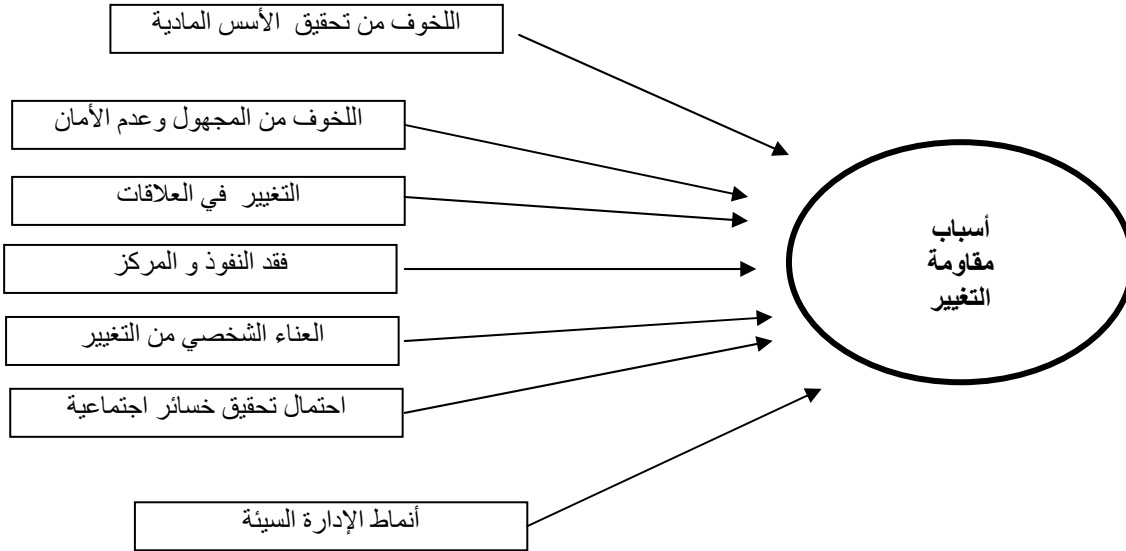 اللخوف من تحقيق الأسس المادية
اللخوف من المجهول وعدم الأمان
التغيير في العلاقات
فقد النفوذ و المركز
العناء الشخصي من التغيير
احتمال تحقيق خسائر اجتماعية
أنماط الإدارة السيئة
أسباب
مقاومة
التغيير